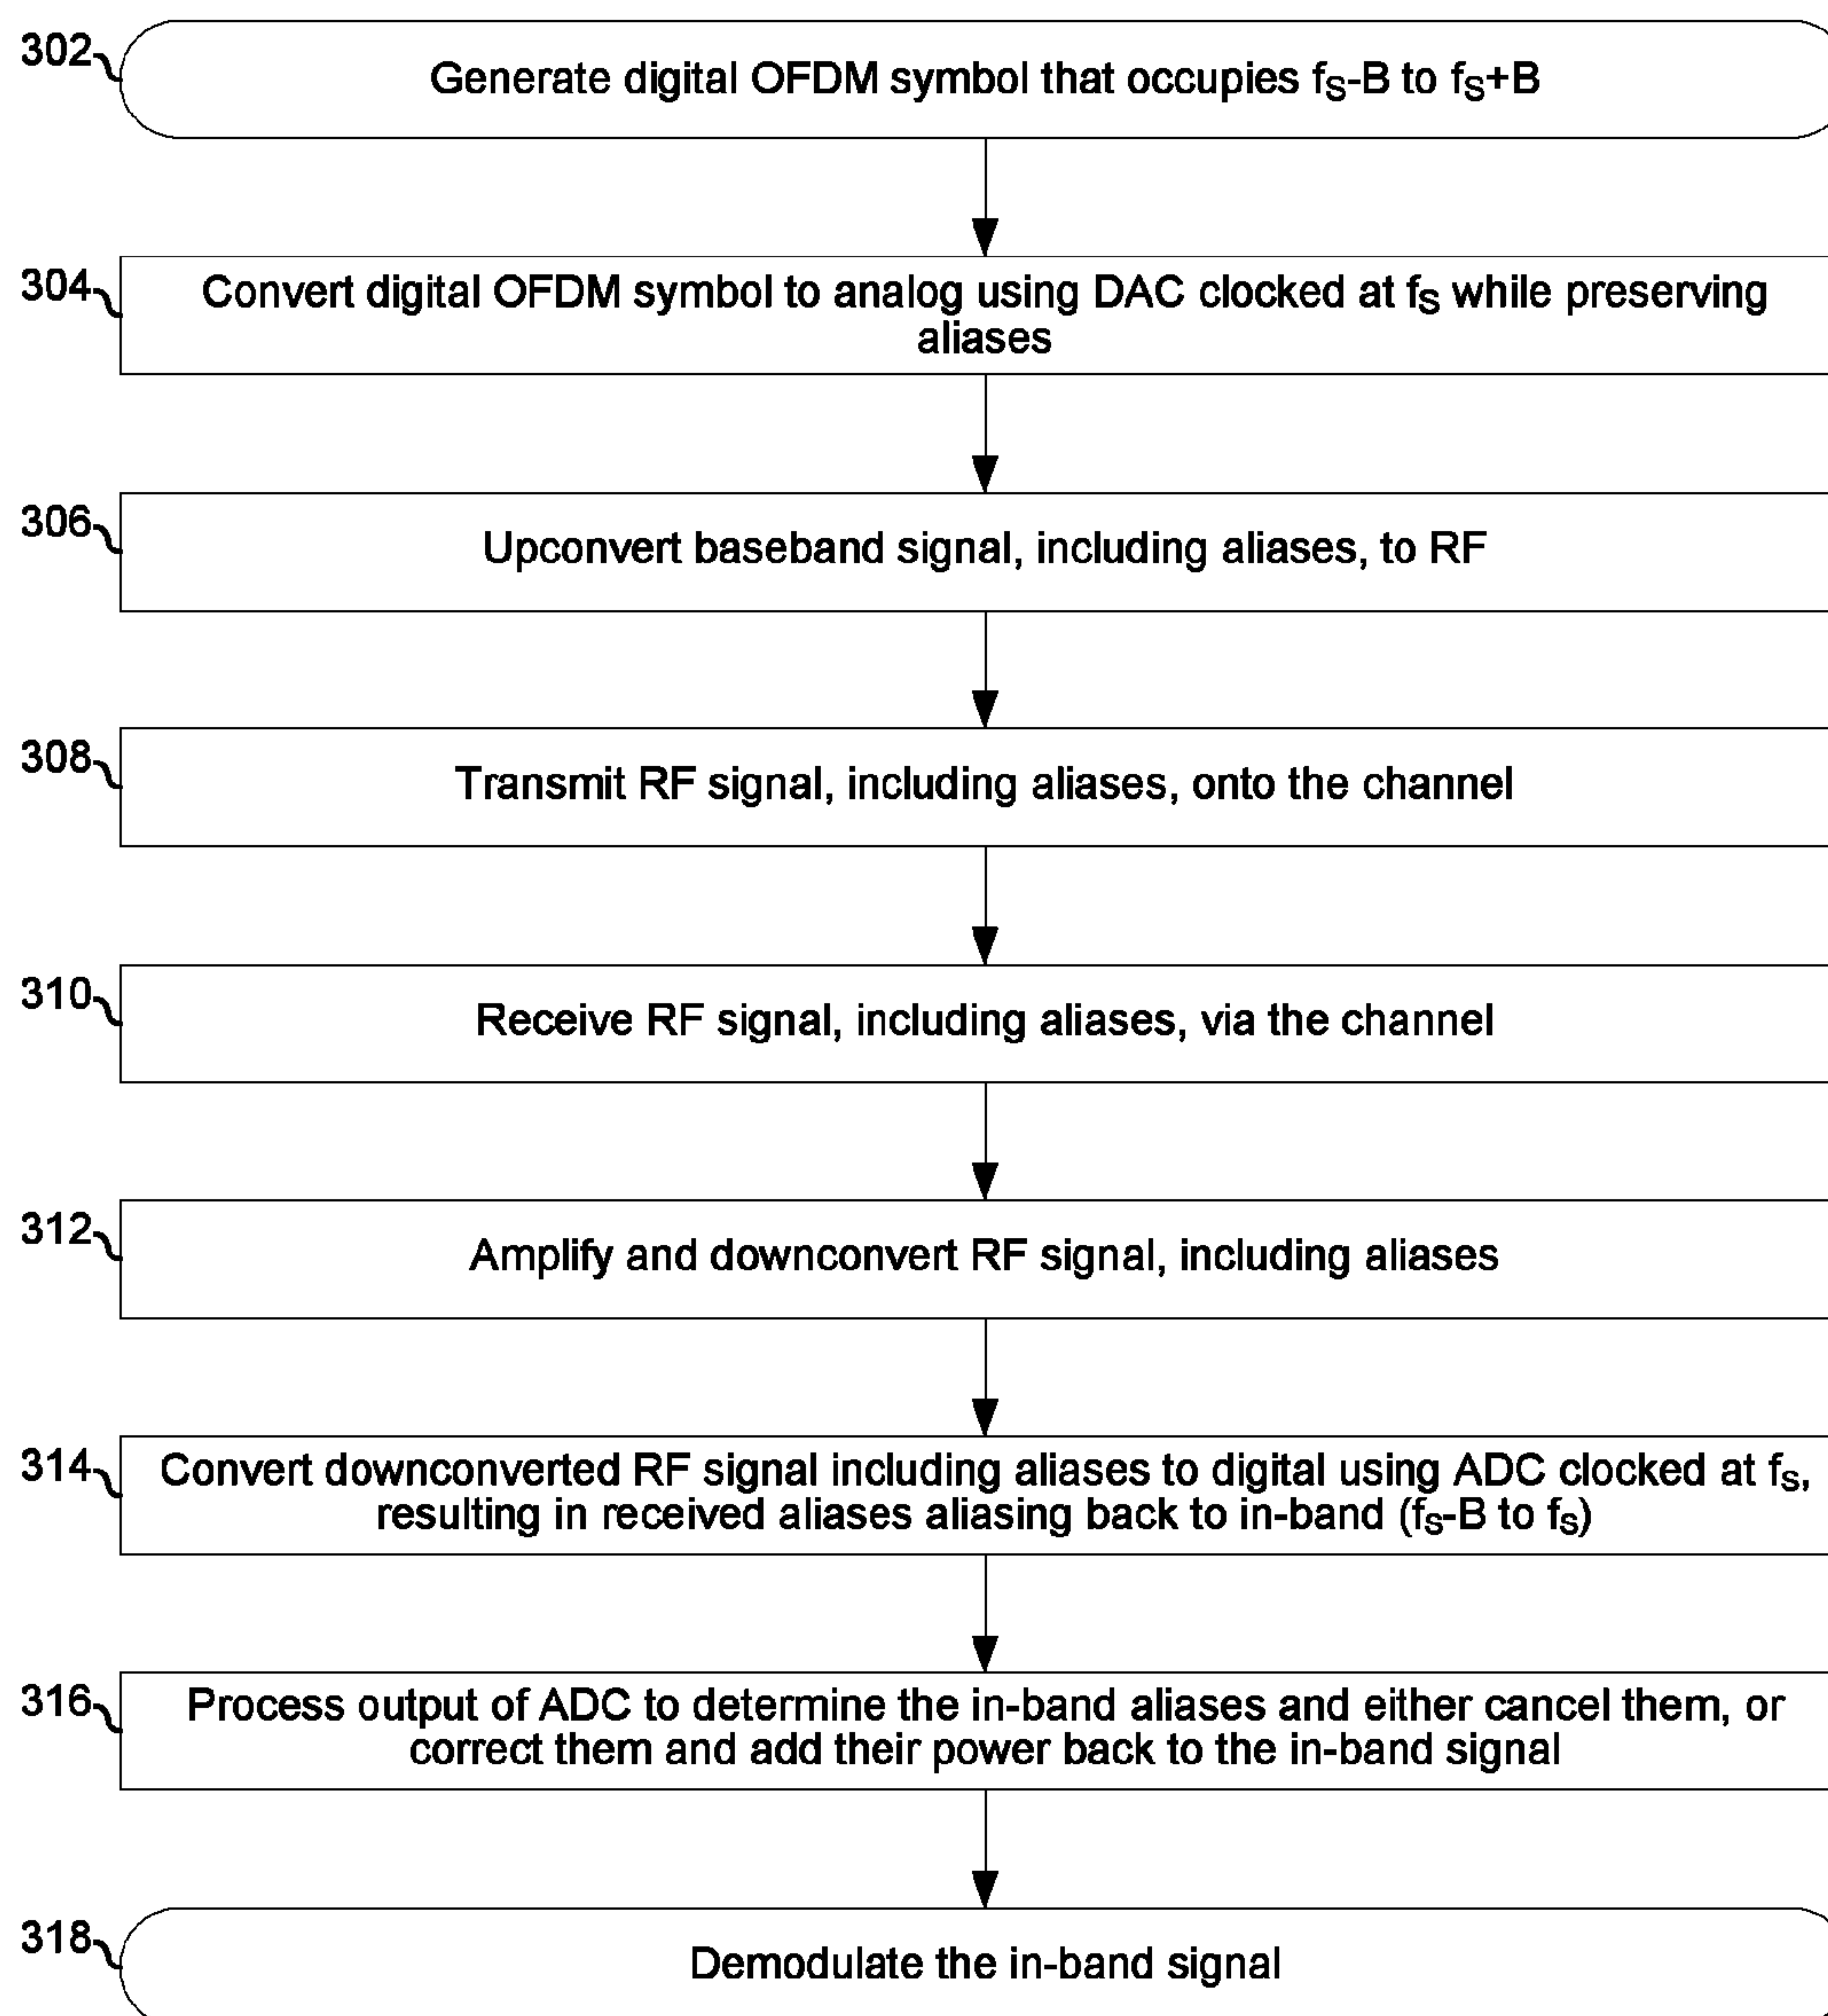 302
Generate digital OFDM symbol that occupies fS-B to fS+B
304
Convert digital OFDM symbol to analog using DAC clocked at fS while preserving
aliases
306
Upconvert baseband signal, including aliases, to RF
308
Transmit RF signal, including aliases, onto the channel
310
Receive RF signal, including aliases, via the channel
312
Amplify and downconvert RF signal, including aliases
314
Convert downconverted RF signal including aliases to digital using ADC clocked at fS,
resulting in received aliases aliasing back to in-band (fS-B to fS)
316
Process output of ADC to determine the in-band aliases and either cancel them, or
correct them and add their power back to the in-band signal
318
Demodulate the in-band signal